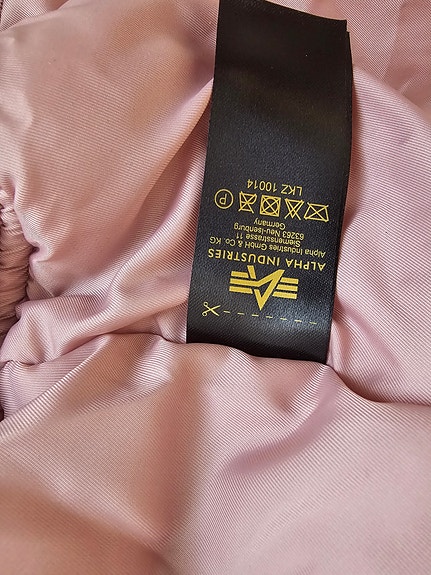 ALPHA INDUSTRIES
Alpha Industries GmbH & Co. KG
Siemensstrasse 11
63263 Neu-Isenburg
Germany
P
LKZ 10014